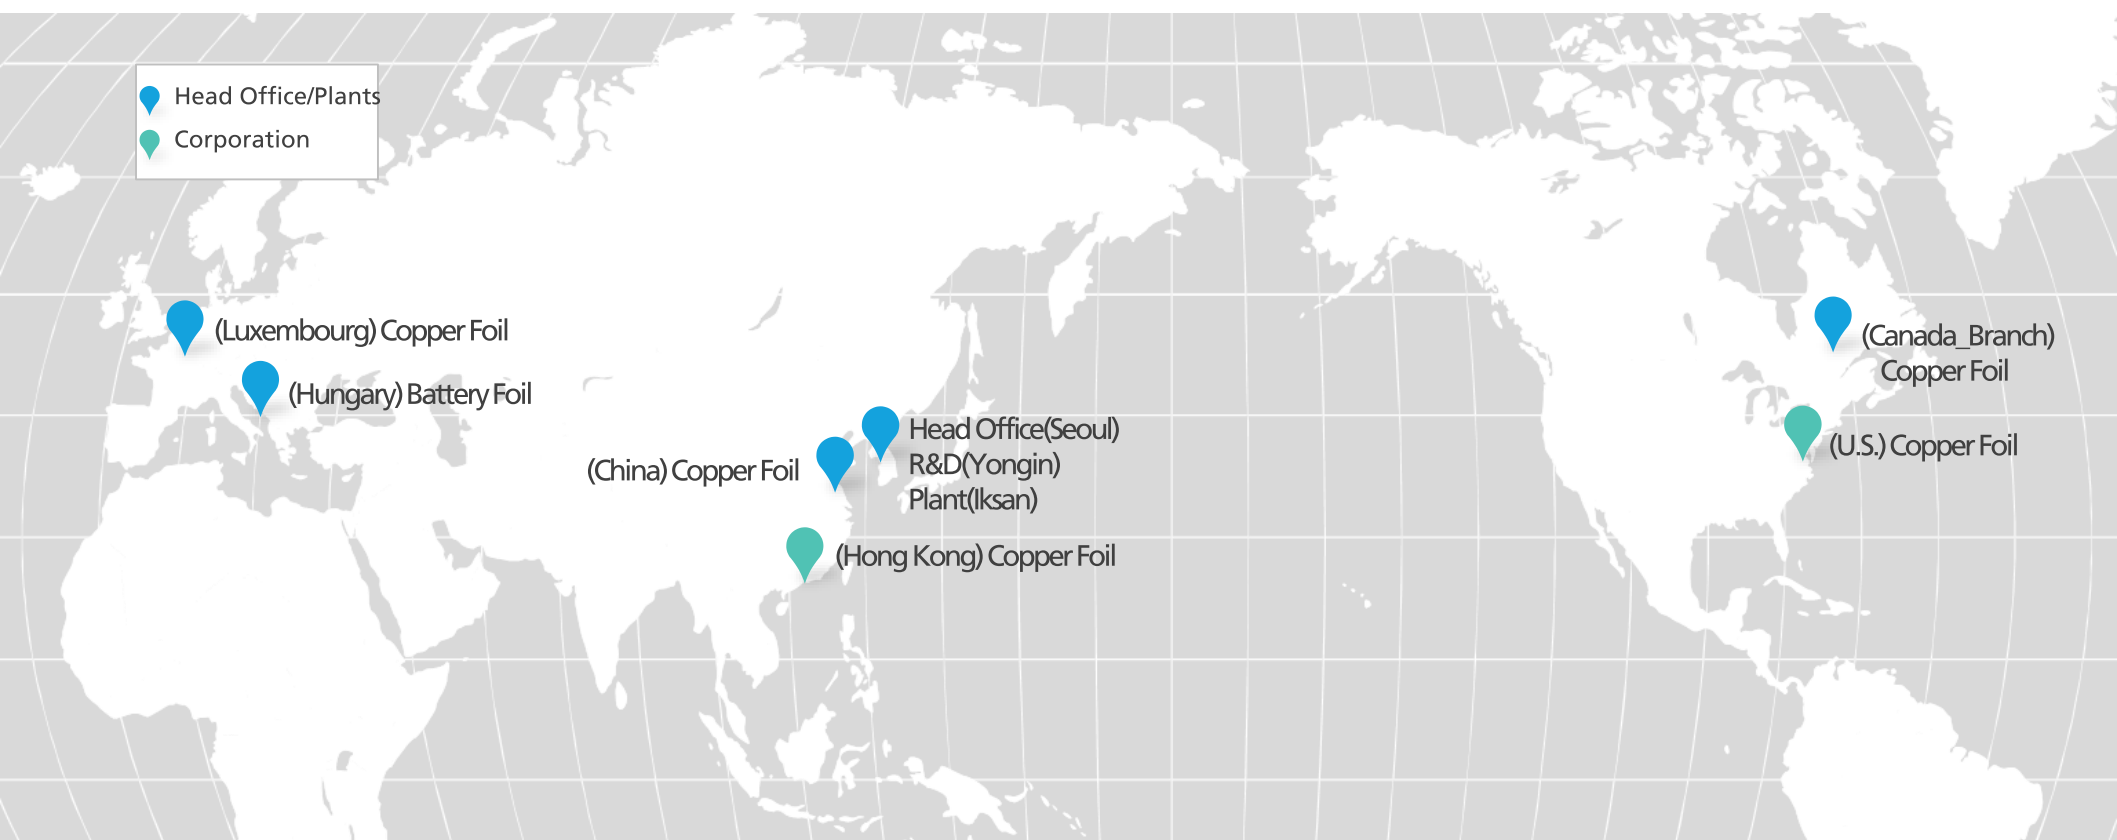 Head Office/Plants
Corporation
(Luxembourg) Copper Foil
(Hungary) Battery Foil
(China) Copper Foil
Head Office(Seoul)
R&D(Yongin)
Plant(Iksan)
(Hong Kong) Copper Foil
(Canada_Branch)
Copper Foil
(U.S.) Copper Foil